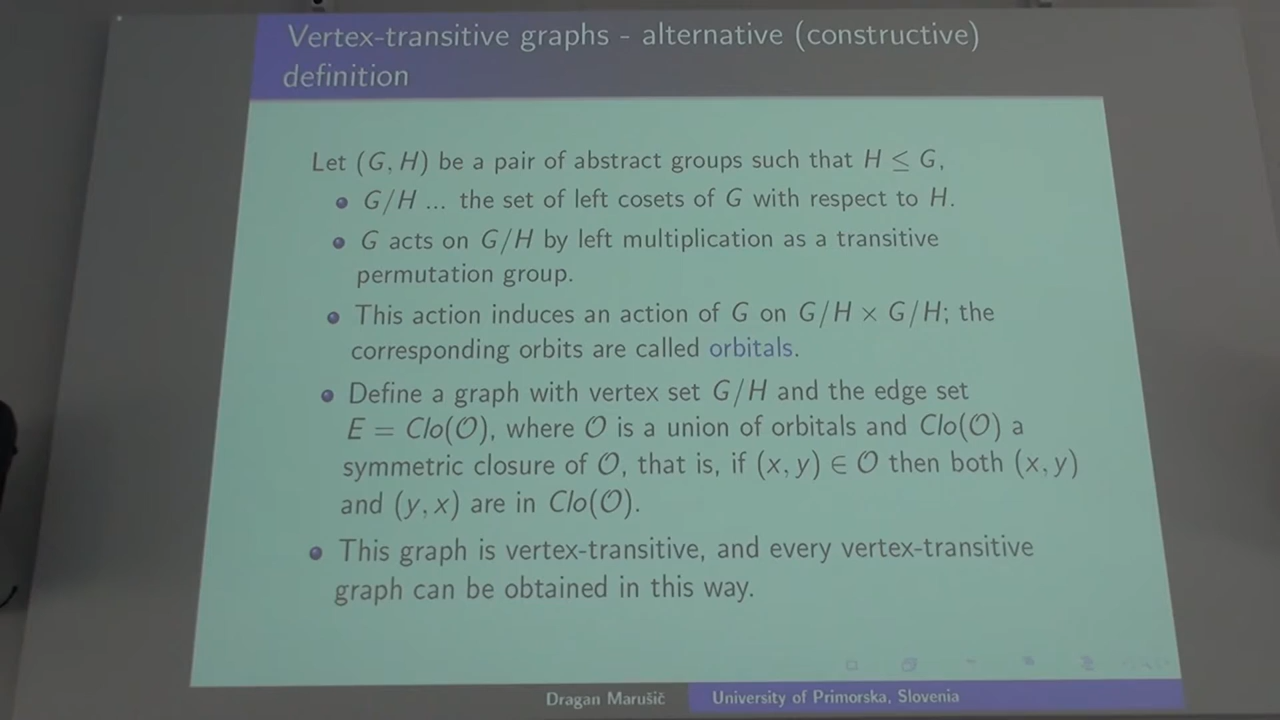 Vertex-transitive graphs - alternative (constructive)
definition
Let (G, H) be a pair of abstract groups such that H ≤ G,
G/H ... the set of left cosets of G with respect to H.
G acts on G/H by left multiplication as a transitive
permutation group.
This action induces an action of G on G/H × G/H; the
corresponding orbits are called orbitals.
Define a graph with vertex set G/H and the edge set
E = Clo(𝒪), where 𝒪 is a union of orbitals and Clo(𝒪) a
symmetric closure of 𝒪, that is, if (x, y) ∈ 𝒪 then both (x, y)
and (y, x) are in Clo(𝒪).
This graph is vertex-transitive, and every vertex-transitive
graph can be obtained in this way.
Dragan Marušič University of Primorska, Slovenia